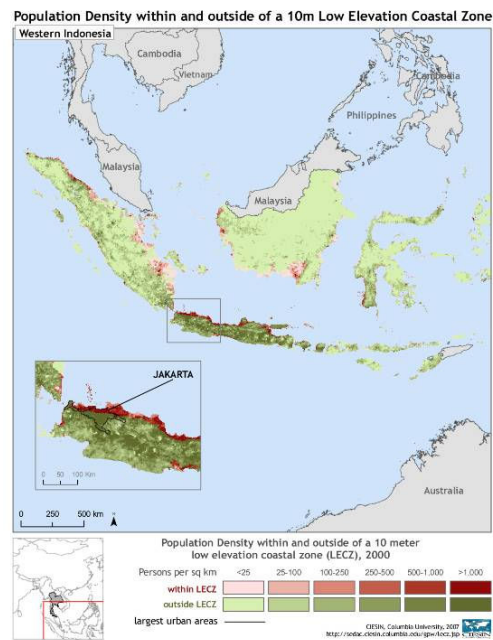 Population Density within and outside of a 10m Low Elevation Coastal Zone
Western Indonesia
Cambodia
Vietnam
Cambodia
Philippines
Malaysia
Malaysia
JAKARTA
0 50 100 Km
0 250 500 km
Australia
Population Density within and outside of a 10 meter
low elevation coastal zone (LECZ), 2000
Persons per sq km <25 25-100 100-250 250-500 500-1.000 >1.000
within LECZ
outside LECZ
largest urban areas
CIESIN, Columbia University, 2007
http://sedac.ciesin.columbia.edu/gpw/lecz.jsp